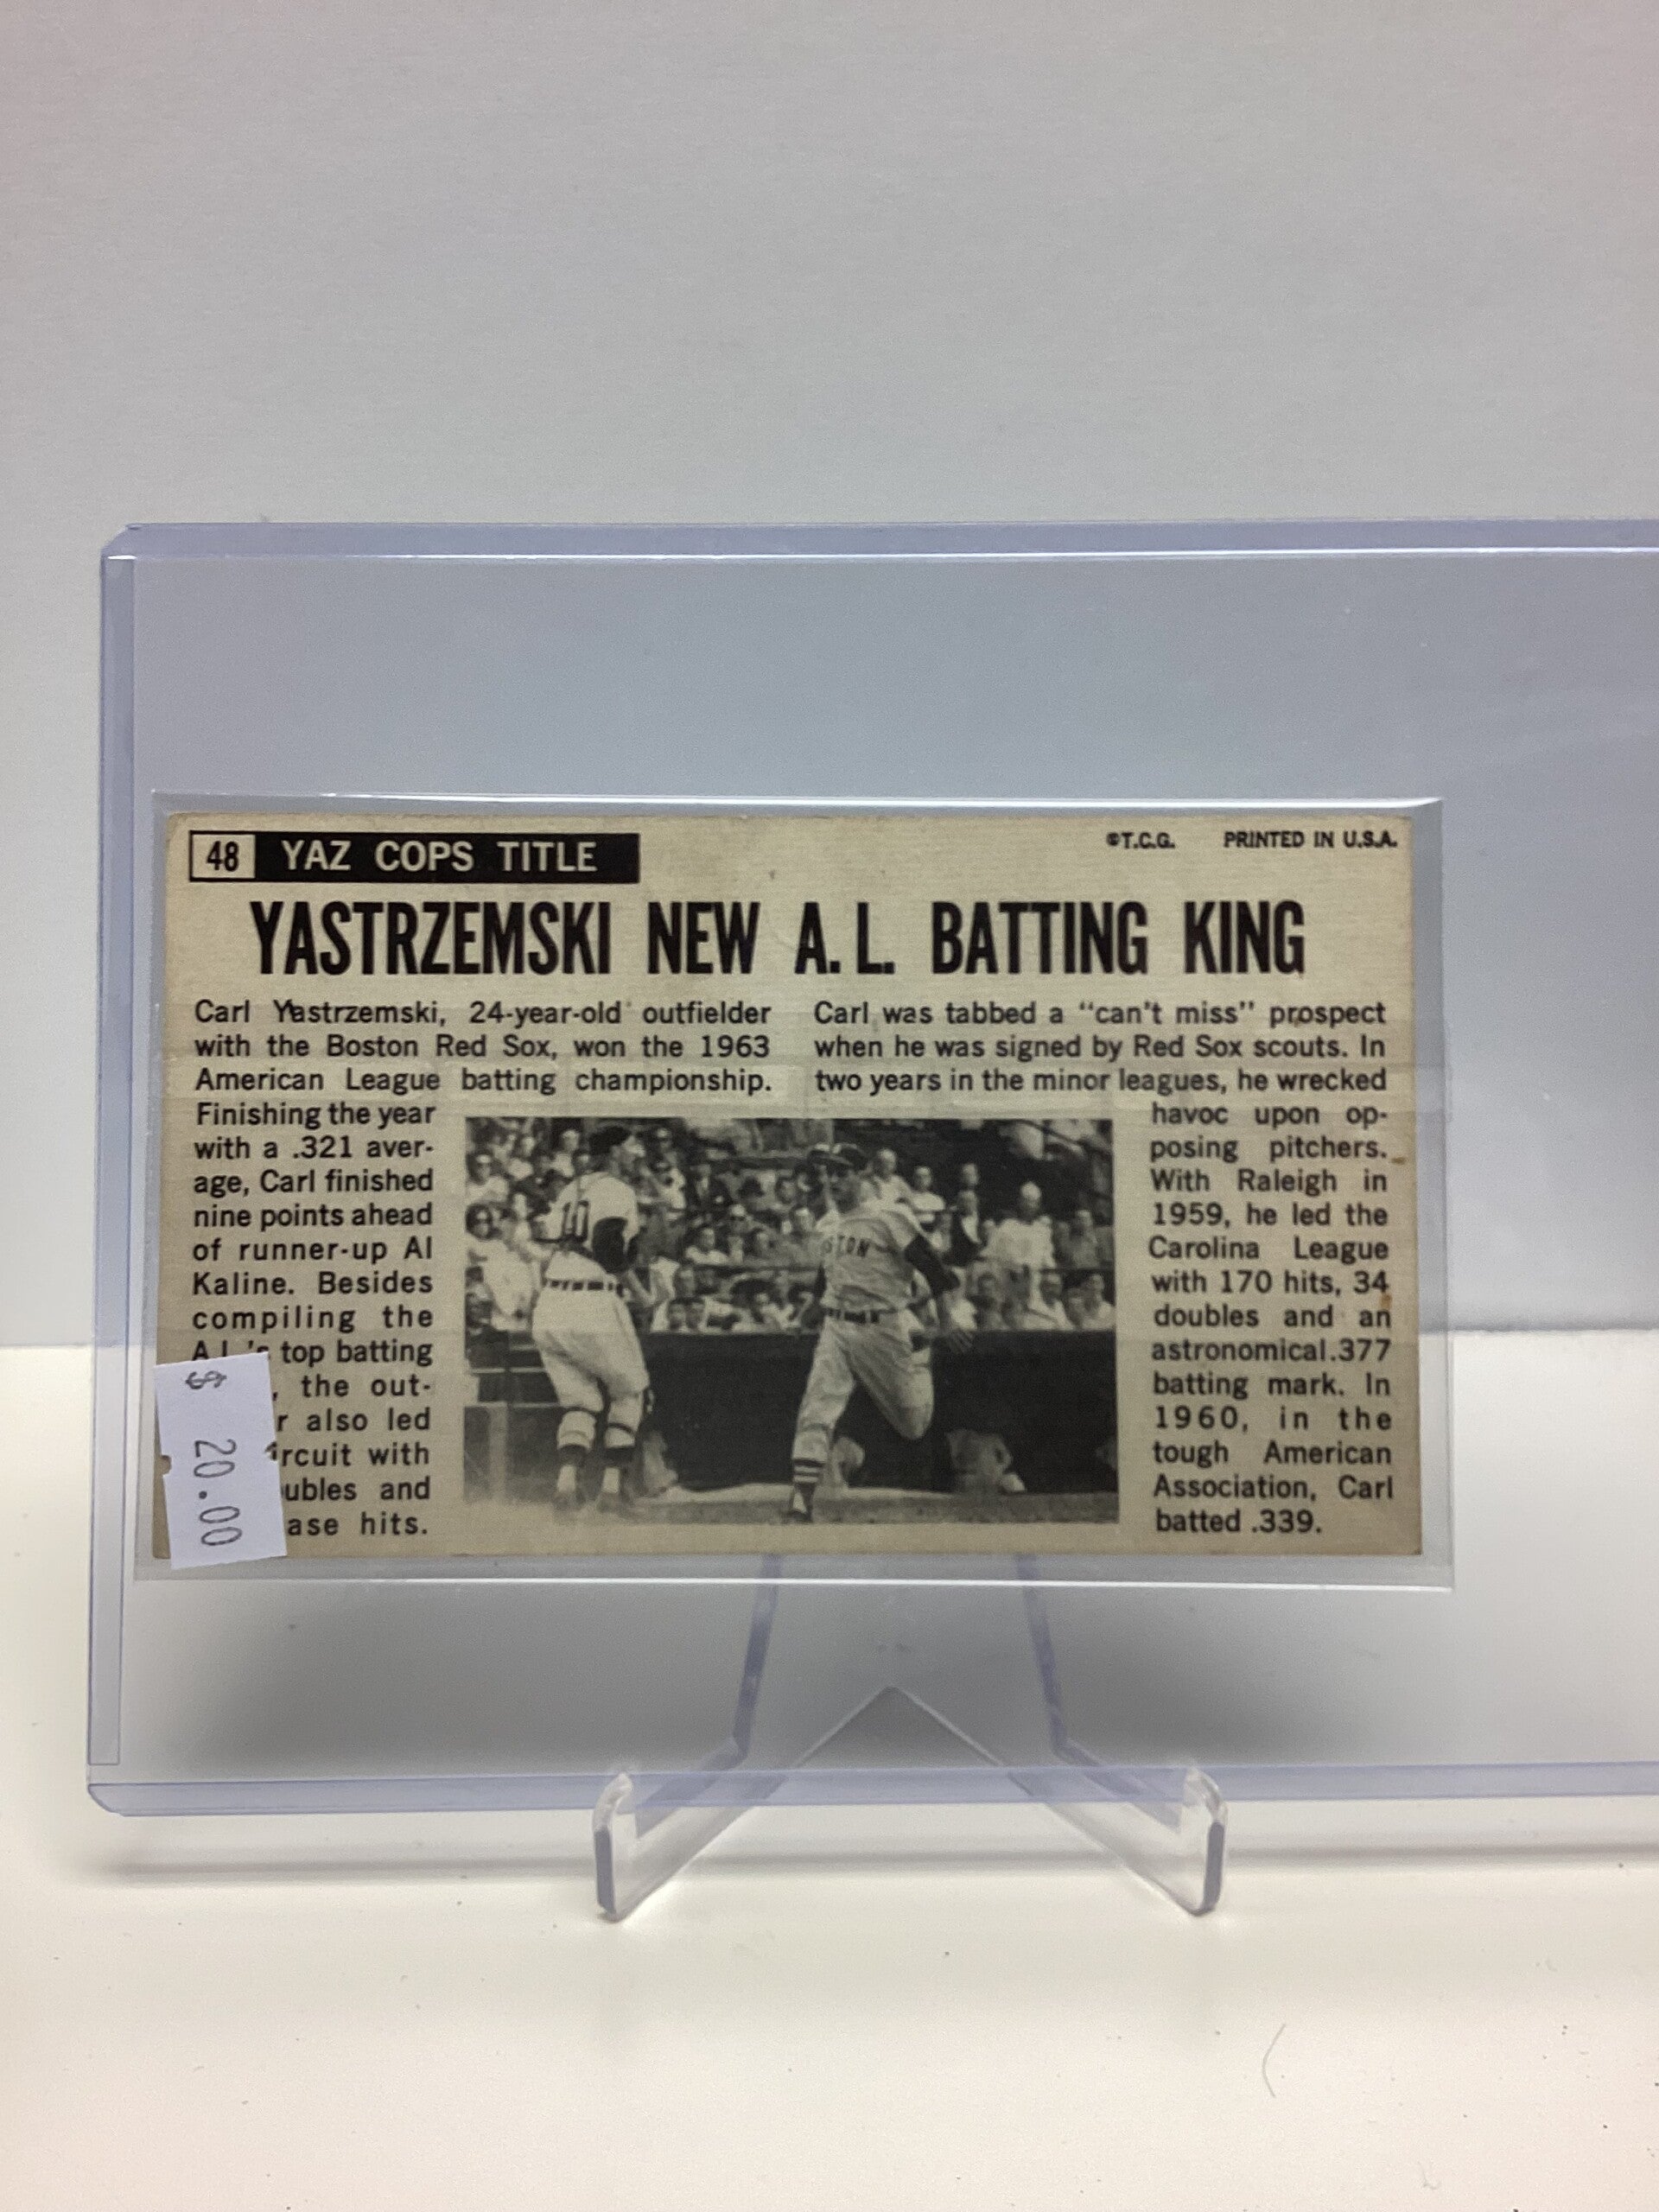 48 YAZ COPS TITLE
©T.C.G. PRINTED IN U.S.A.
YASTRZEMSKI NEW A.L. BATTING KING
Carl Yastrzemski, 24-year-old outfielder
with the Boston Red Sox, won the 1963
American League batting championship.
Finishing the year
with a .321 aver-
age, Carl finished
nine points ahead
of runner-up Al
Kaline. Besides
compiling the
A.L.'s top batting
, the out-
r also led
ircuit with
ubles and
ase hits.
Carl was tabbed a “can't miss” prospect
when he was signed by Red Sox scouts. In
two years in the minor leagues, he wrecked
havoc upon op-
posing pitchers.
With Raleigh in
1959, he led the
Carolina League
with 170 hits, 34
doubles and an
astronomical .377
batting mark. In
1960, in the
tough American
Association, Carl
batted .339.
10
STON
$ 20.00